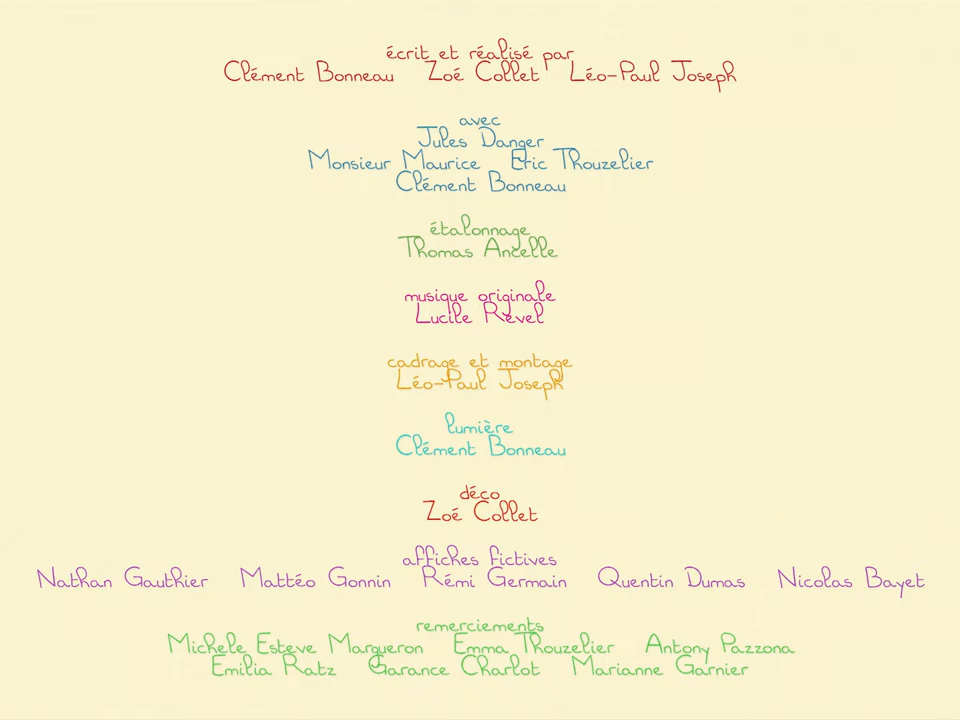 écrit et réalisé par
Clément Bonneau Zoé Collet Léo-Paul Joseph
avec
Jules Danger
Monsieur Maurice Eric Thouzelier
Clément Bonneau
étalonnage
Thomas Ancelle
musique originale
Lucile Revel
cadrage et montage
Léo-Paul Joseph
lumière
Clément Bonneau
déco
Zoé Collet
affiches fictives
Nathan Gauthier Mattéo Gonnin Rémi Germain Quentin Dumas Nicolas Bayet
remerciements
Michele Esteve Margueron Emma Thouzelier Antony Pazzona
Emilia Ratz Garance Charlot Marianne Garnier